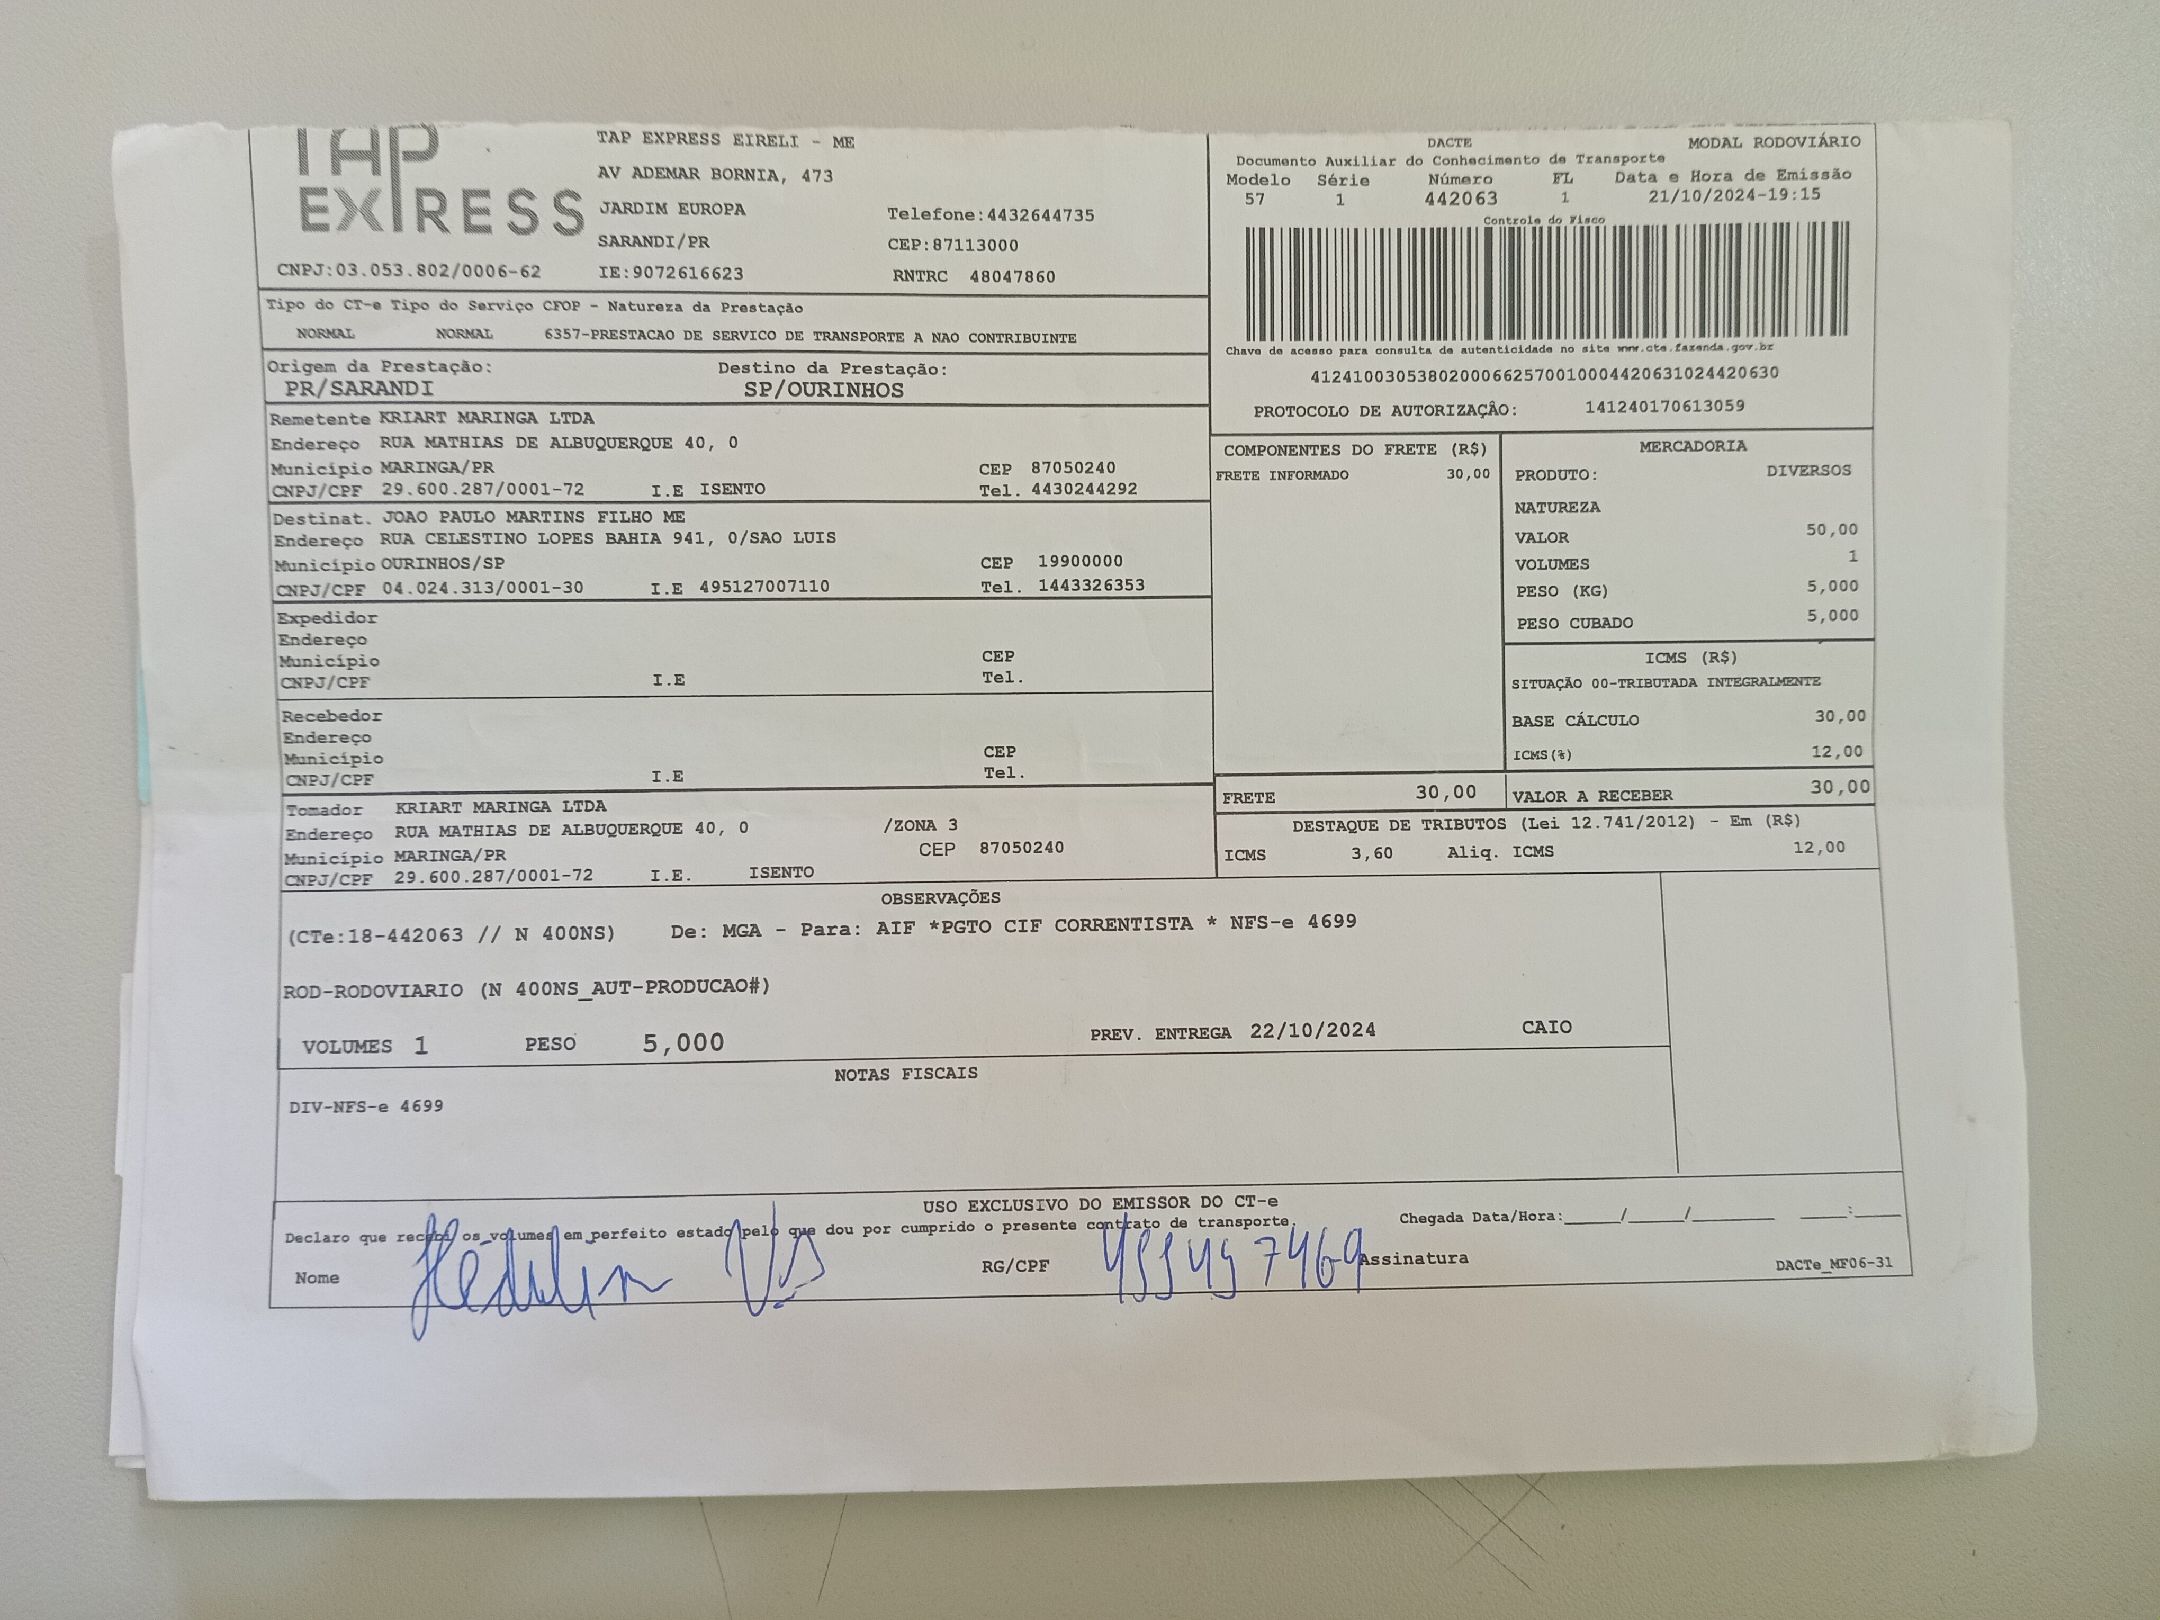 TAP EXPRESS
TAP EXPRESS EIRELI - ME
AV ADEMAR BORNIA, 473
JARDIM EUROPA Telefone:4432644735
SARANDI/PR CEP:87113000
CNPJ:03.053.802/0006-62 IE:9072616623 RNTRC 48047860
DACTE MODAL RODOVIÁRIO
Documento Auxiliar do Conhecimento de Transporte
Modelo Série Número FL Data e Hora de Emissão
57 1 442063 1 21/10/2024-19:15
Controle do Fisco
Chave de acesso para consulta de autenticidade no site www.cte.fazenda.gov.br
41241003053802000662570010004420631024420630
PROTOCOLO DE AUTORIZAÇÃO: 141240170613059
Tipo do CT-e Tipo do Serviço CFOP - Natureza da Prestação
NORMAL NORMAL 6357-PRESTACAO DE SERVICO DE TRANSPORTE A NAO CONTRIBUINTE
Origem da Prestação: Destino da Prestação:
PR/SARANDI SP/OURINHOS
Remetente KRIART MARINGA LTDA
Endereço RUA MATHIAS DE ALBUQUERQUE 40, 0
Município MARINGA/PR CEP 87050240
CNPJ/CPF 29.600.287/0001-72 I.E ISENTO Tel. 4430244292
Destinat. JOAO PAULO MARTINS FILHO ME
Endereço RUA CELESTINO LOPES BAHIA 941, 0/SAO LUIS
Município OURINHOS/SP CEP 19900000
CNPJ/CPF 04.024.313/0001-30 I.E 495127007110 Tel. 1443326353
Expedidor
Endereço
Município CEP
CNPJ/CPF I.E Tel.
Recebedor
Endereço
Município CEP
CNPJ/CPF I.E Tel.
Tomador KRIART MARINGA LTDA
Endereço RUA MATHIAS DE ALBUQUERQUE 40, 0 /ZONA 3
Município MARINGA/PR CEP 87050240
CNPJ/CPF 29.600.287/0001-72 I.E. ISENTO
COMPONENTES DO FRETE (R$)
FRETE INFORMADO 30,00
MERCADORIA
PRODUTO: DIVERSOS
NATUREZA
VALOR 50,00
VOLUMES 1
PESO (KG) 5,000
PESO CUBADO 5,000
ICMS (R$)
SITUAÇÃO 00-TRIBUTADA INTEGRALMENTE
BASE CÁLCULO 30,00
ICMS(%) 12,00
FRETE 30,00 VALOR A RECEBER 30,00
DESTAQUE DE TRIBUTOS (Lei 12.741/2012) - Em (R$)
ICMS 3,60 Aliq. ICMS 12,00
OBSERVAÇÕES
(CTe:18-442063 // N 400NS) De: MGA - Para: AIF *PGTO CIF CORRENTISTA * NFS-e 4699
ROD-RODOVIARIO (N 400NS_AUT-PRODUCAO#)
VOLUMES 1 PESO 5,000 PREV. ENTREGA 22/10/2024 CAIO
NOTAS FISCAIS
DIV-NFS-e 4699
USO EXCLUSIVO DO EMISSOR DO CT-e
Declaro que recebi os volumes em perfeito estado pelo que dou por cumprido o presente contrato de transporte. Chegada Data/Hora:_____/_____/_______ ____:____
Nome RG/CPF Assinatura DACTe_MF06-31